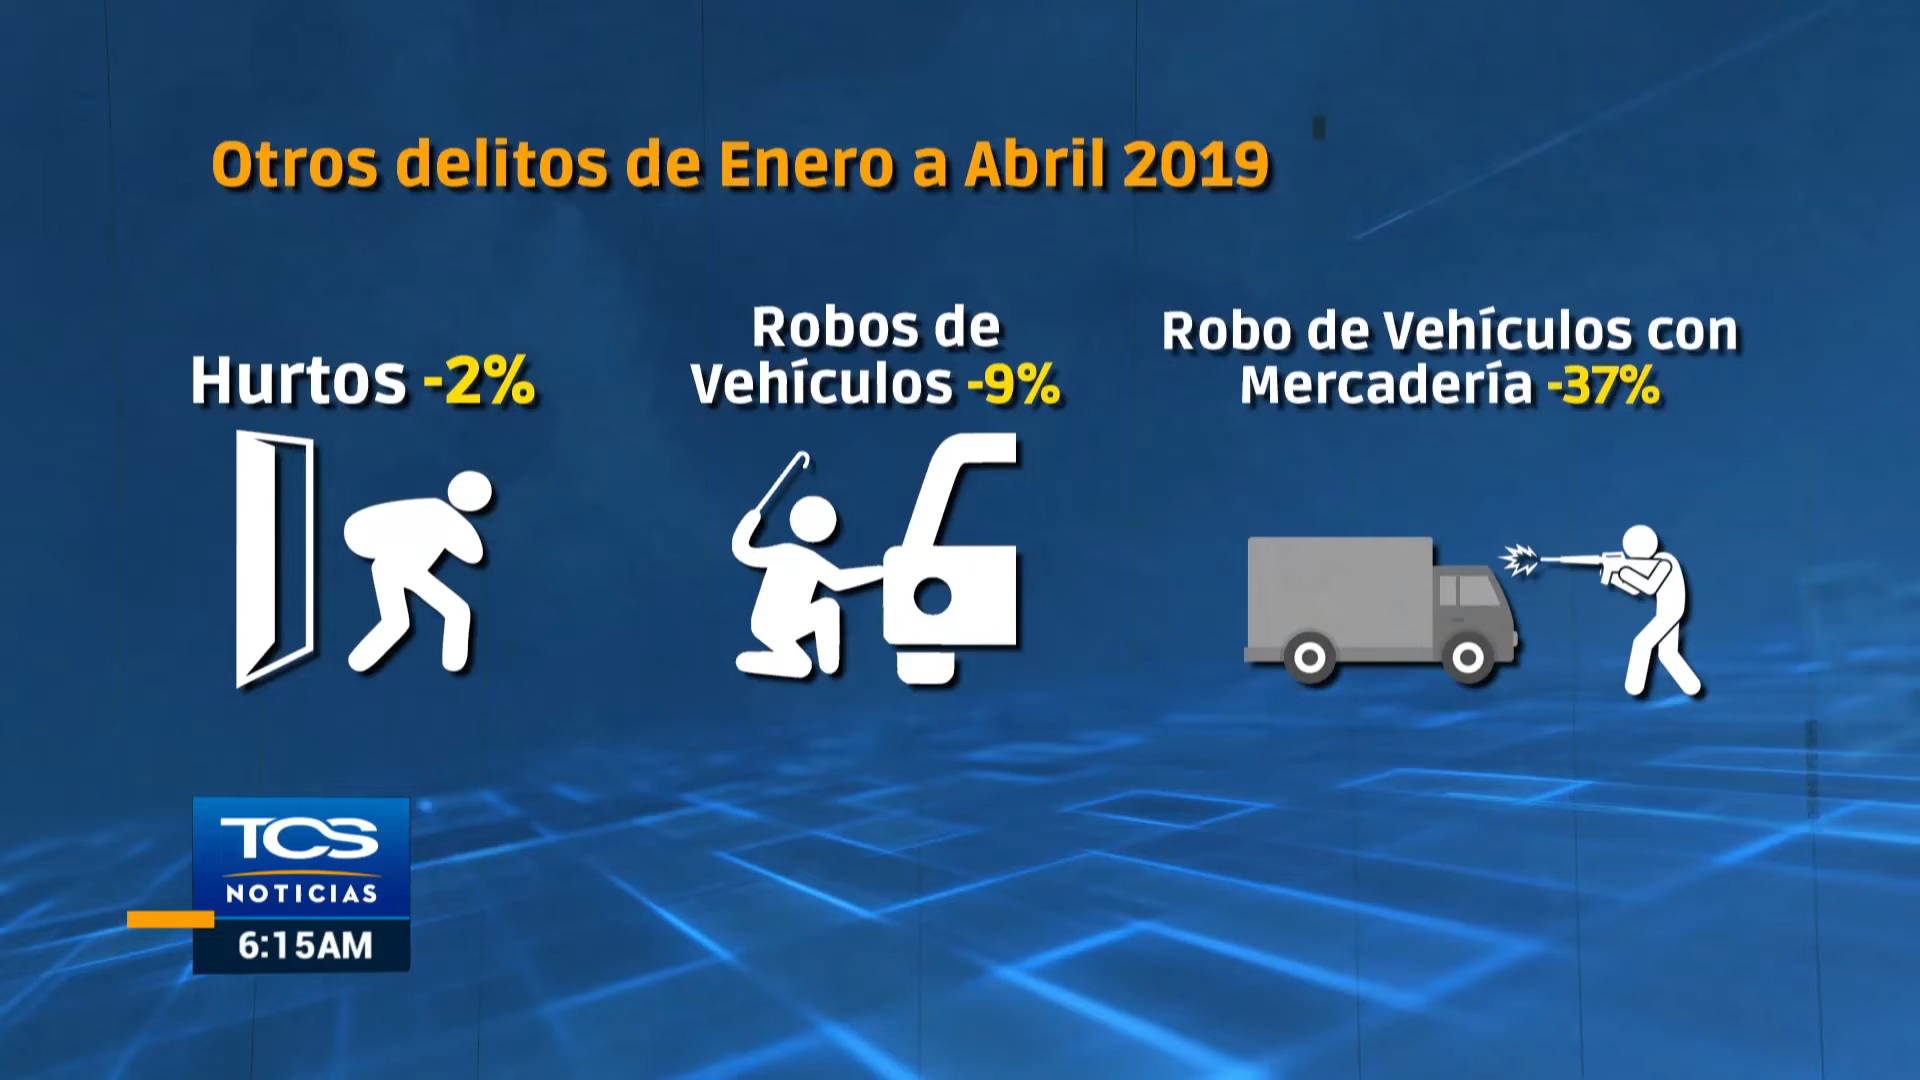 Otros delitos de Enero a Abril 2019
Hurtos -2%
Robos de
Vehículos -9%
Robo de Vehículos con
Mercadería -37%
TCS
NOTICIAS
6:15AM